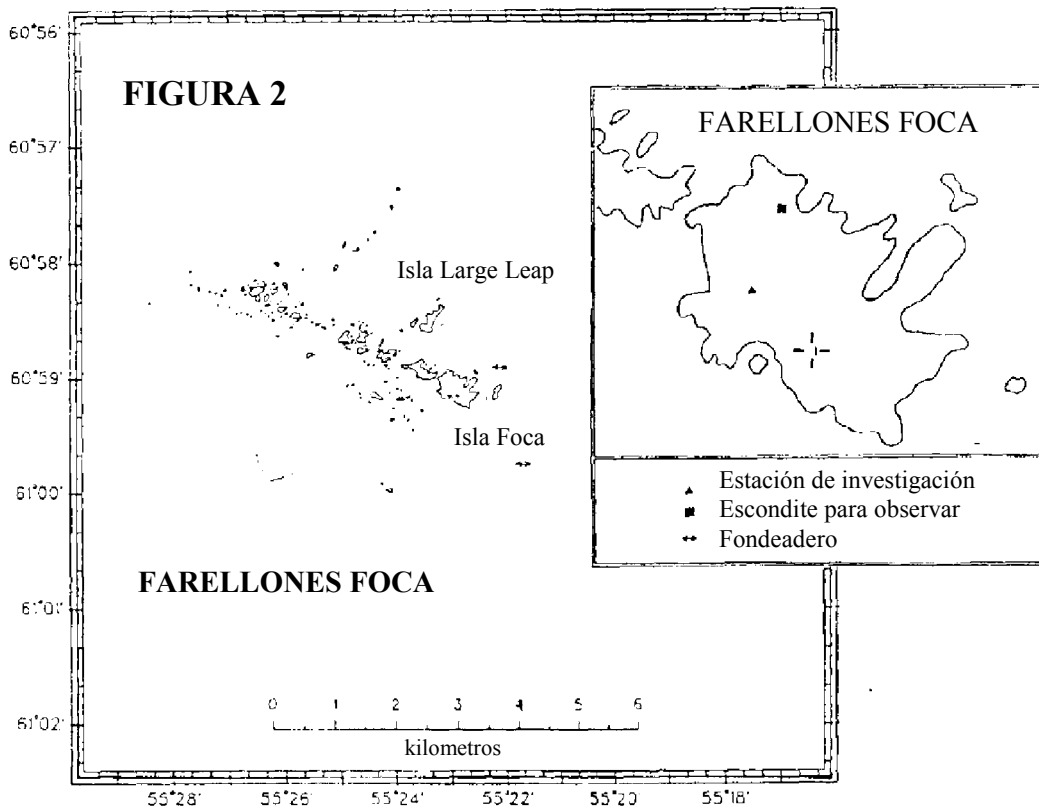 FIGURA 2
60°56'
60°57'
60°58'
60°59'
61°00'
61°01'
61°02'
Isla Large Leap
Isla Foca
FARELLONES FOCA
0 1 2 3 4 5 6
kilometros
55°28' 55°26' 55°24' 55°22' 55°20' 55°18'
FARELLONES FOCA
Estación de investigación
Escondite para observar
Fondeadero